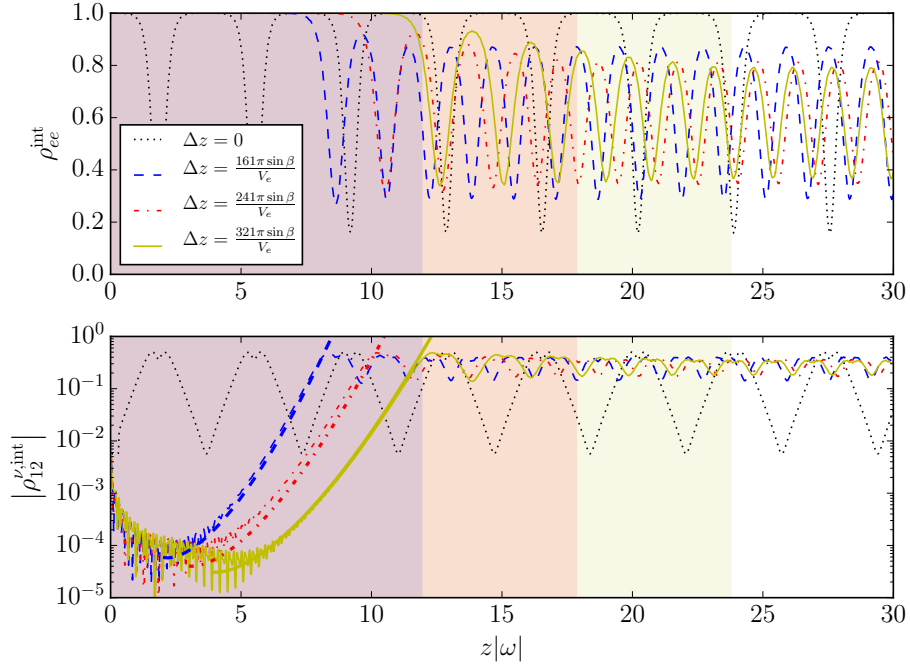 1.0
0.8
0.6
0.4
0.2
0.0
ρ_{ee}^{int}
Δz = 0
Δz = 161π sin β / V_e
Δz = 241π sin β / V_e
Δz = 321π sin β / V_e
0 5 10 15 20 25 30
10^0
10^{-1}
10^{-2}
10^{-3}
10^{-4}
10^{-5}
|ρ_{12}^{ν,int}|
0 5 10 15 20 25 30
z|ω|